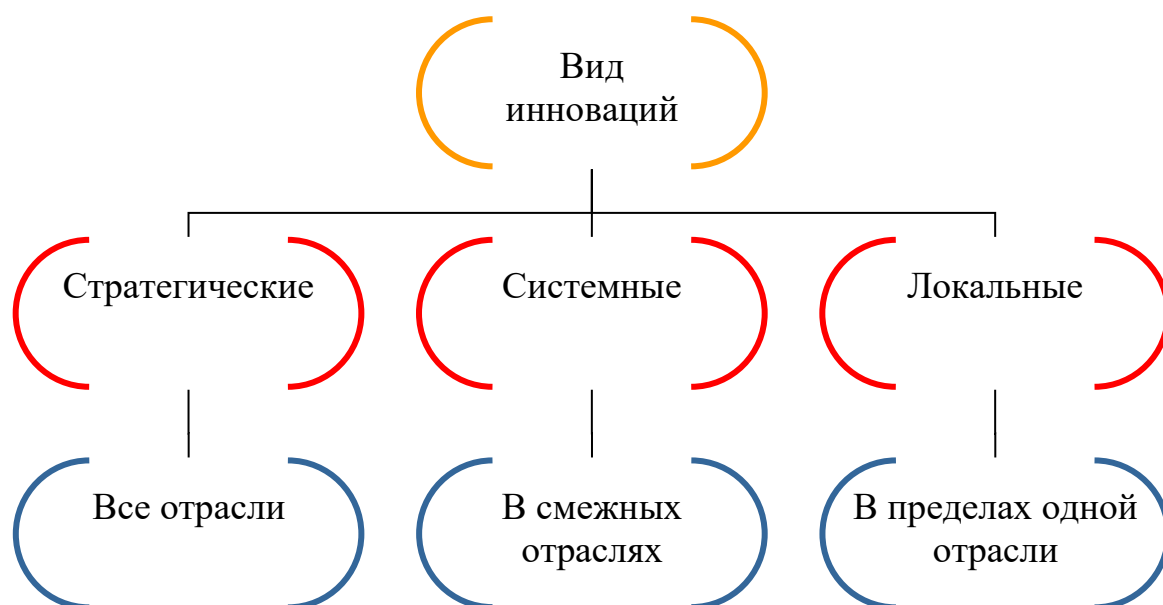 Вид
инноваций
Стратегические
Системные
Локальные
Все отрасли
В смежных
отраслях
В пределах одной
отрасли